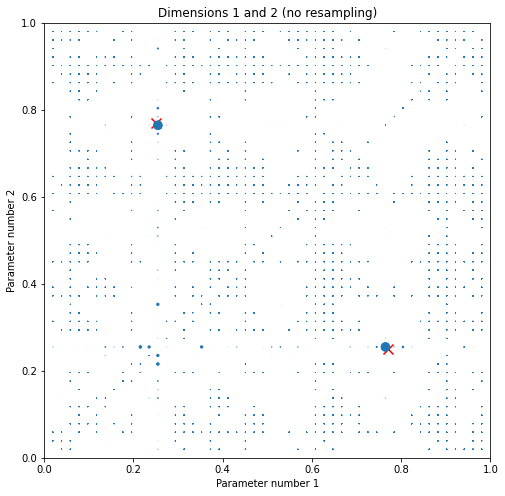 Dimensions 1 and 2 (no resampling)
1.0
0.8
0.6
0.4
0.2
0.0
Parameter number 2
0.0 0.2 0.4 0.6 0.8 1.0
Parameter number 1